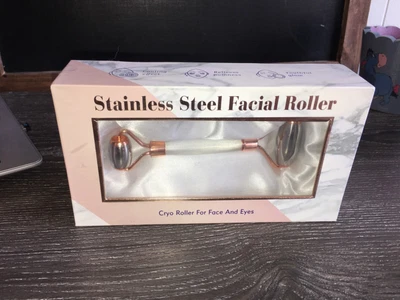 Stainless Steel Facial Roller
Cryo Roller For Face And Eyes